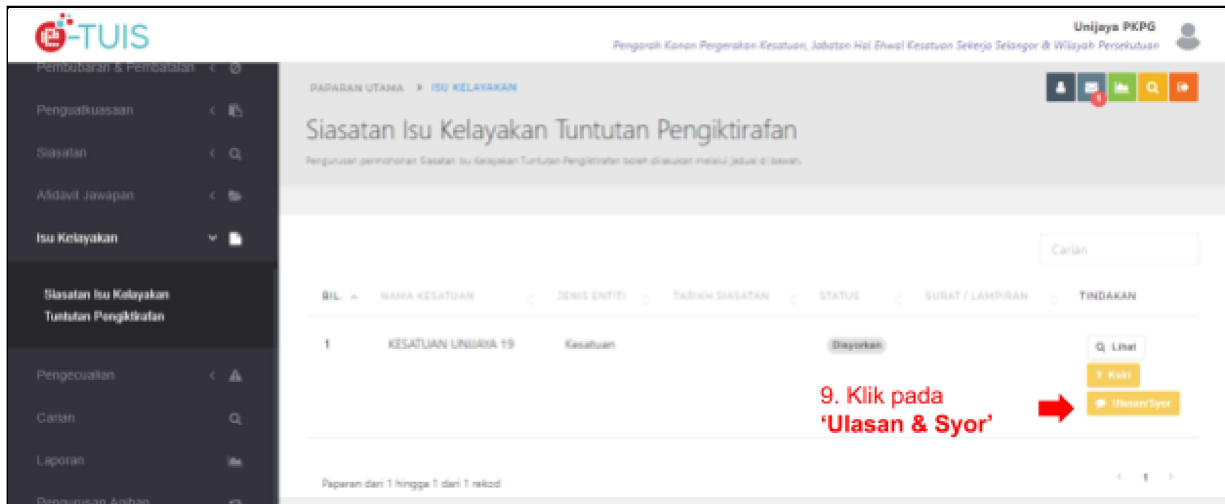 e-TUIS
Unijaya PKPG
Pengarah Kanan Pergerakan Kesatuan, Jabatan Hal Ehwal Kesatuan Sekerja Selangor & Wilayah Persekutuan
Pembubaran & Pembatalan
Penguatkuasaan
Siasatan
Afidavit Jawapan
Isu Kelayakan
Siasatan Isu Kelayakan
Tuntutan Pengiktirafan
Pengecualian
Carian
Laporan
Pengurusan Agihan
PAPARAN UTAMA > ISU KELAYAKAN
1
Siasatan Isu Kelayakan Tuntutan Pengiktirafan
Pengurusan permohonan Siasatan Isu Kelayakan Tuntutan Pengiktirafan boleh dilakukan melalui jadual di bawah.
Carian
BIL. NAMA KESATUAN JENIS ENTITI TARIKH SIASATAN STATUS SURAT / LAMPIRAN TINDAKAN
1 KESATUAN UNIJAYA 19 Kesatuan Disyorkan Lihat
? Kuiri
Ulasan/Syor
9. Klik pada
‘Ulasan & Syor’
Paparan dari 1 hingga 1 dari 1 rekod
< 1 >